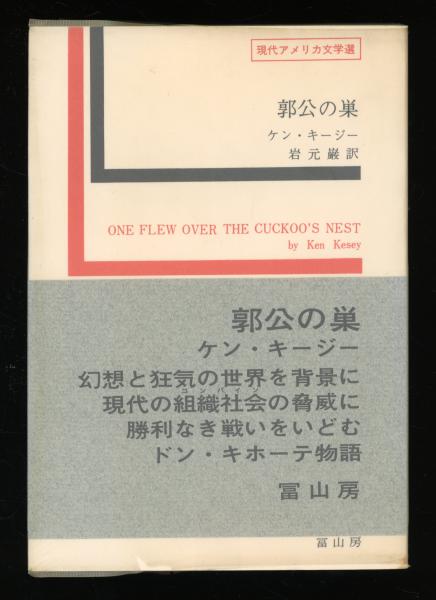 現代アメリカ文学選
郭公の巣
ケン・キージー
岩元巌訳
ONE FLEW OVER THE CUCKOO'S NEST
by Ken Kesey
郭公の巣
ケン・キージー
幻想と狂気の世界を背景に
コンバイン
現代の組織社会の脅威に
勝利なき戦いをいどむ
ドン・キホーテ物語
冨山房
冨山房